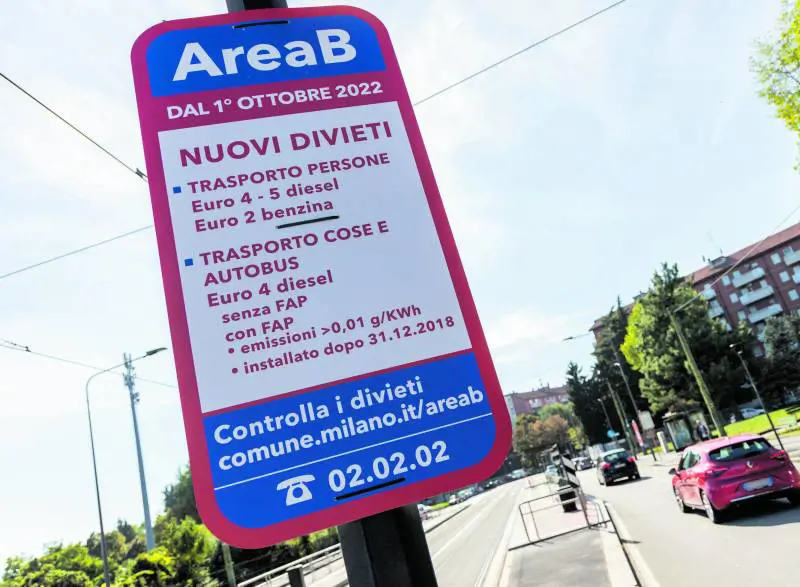 AreaB
DAL 1° OTTOBRE 2022
NUOVI DIVIETI
TRASPORTO PERSONE
Euro 4 - 5 diesel
Euro 2 benzina
TRASPORTO COSE E
AUTOBUS
Euro 4 diesel
senza FAP
con FAP
• emissioni >0,01 g/KWh
• installato dopo 31.12.2018
Controlla i divieti
comune.milano.it/areab
☎ 02.02.02